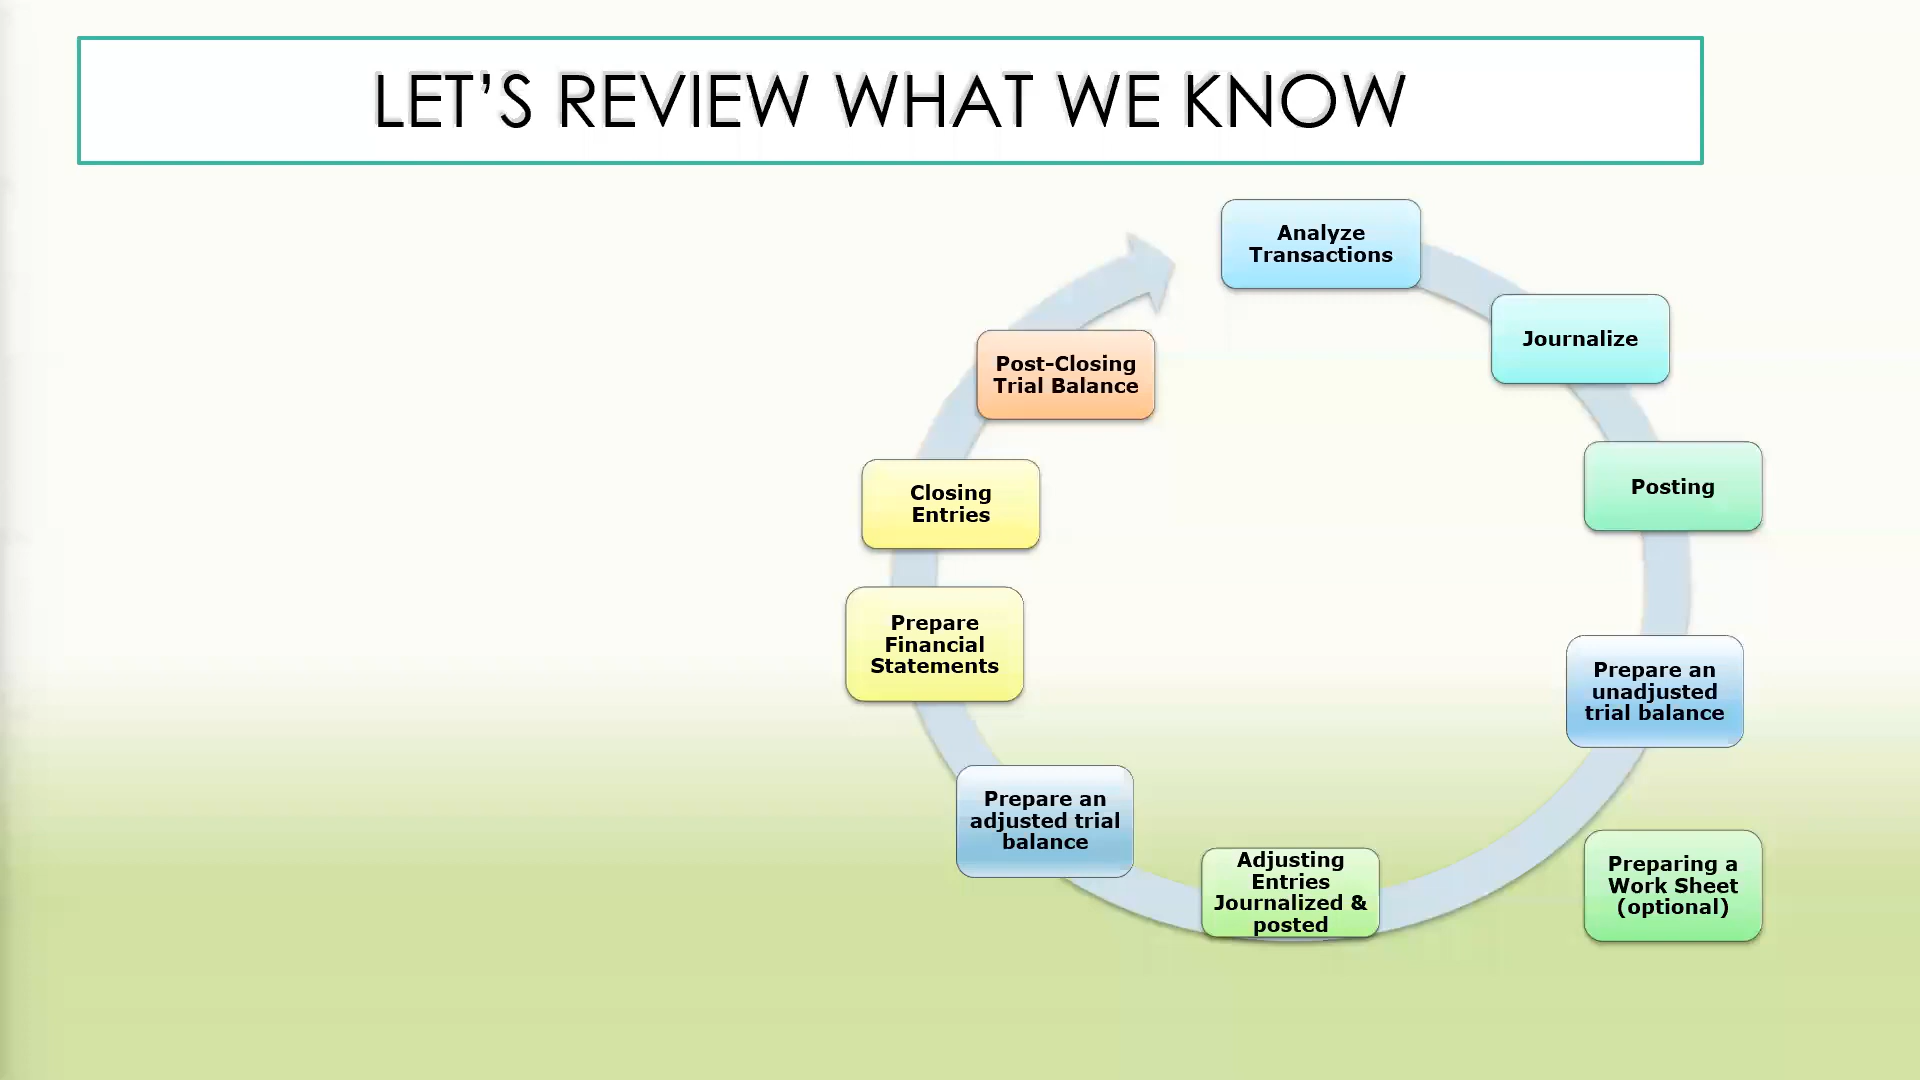 LET’S REVIEW WHAT WE KNOW
Analyze
Transactions
Journalize
Posting
Prepare an
unadjusted
trial balance
Preparing a
Work Sheet
(optional)
Adjusting
Entries
Journalized &
posted
Prepare an
adjusted trial
balance
Prepare
Financial
Statements
Closing
Entries
Post-Closing
Trial Balance